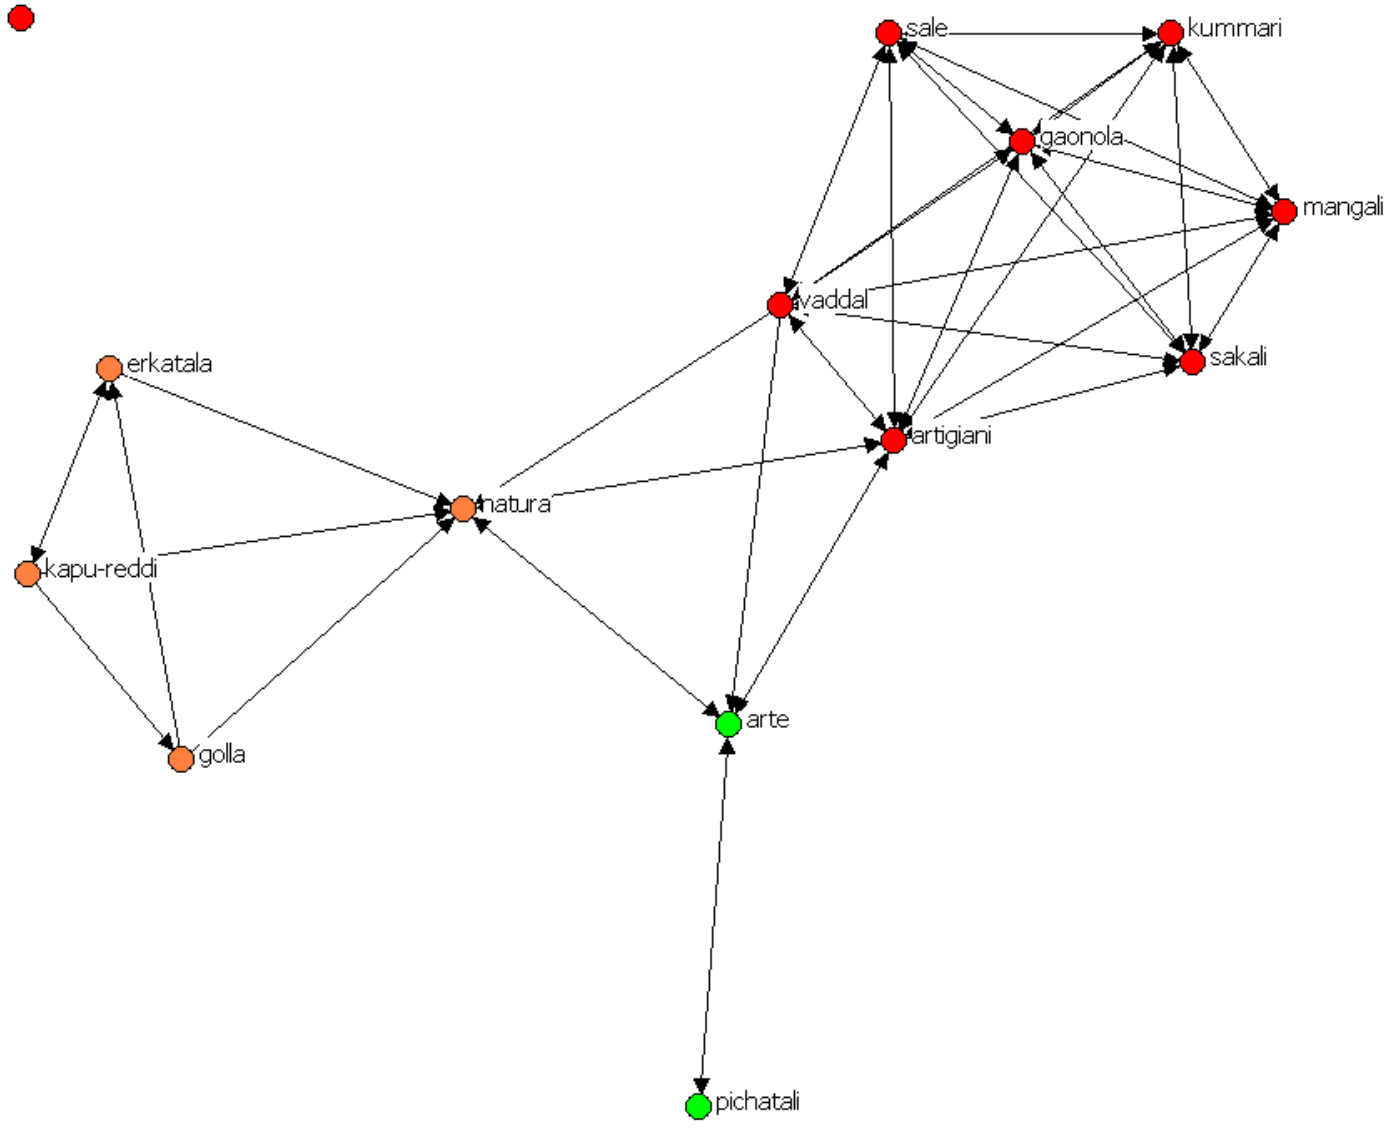 sale
kummari
gaonola
mangali
vaddal
sakali
erkatala
artigiani
natura
kapu-reddi
arte
golla
pichatali